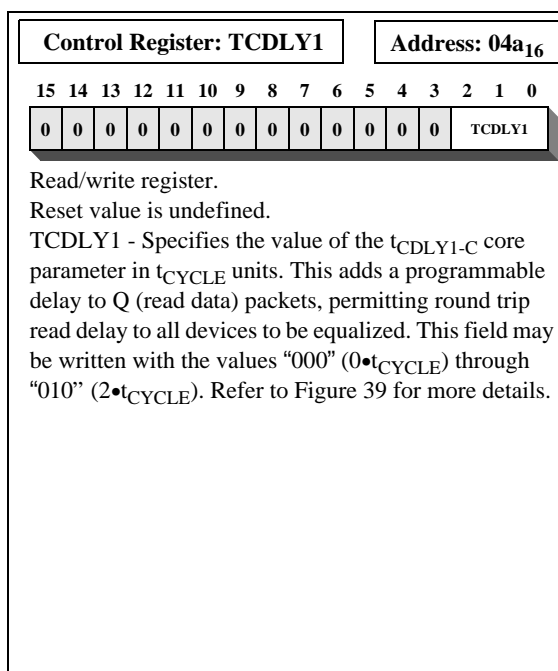 Control Register: TCDLY1 Address: 04a16
15 14 13 12 11 10 9 8 7 6 5 4 3 2 1 0
0 0 0 0 0 0 0 0 0 0 0 0 0 TCDLY1
Read/write register.
Reset value is undefined.
TCDLY1 - Specifies the value of the tCDLY1-C core
parameter in tCYCLE units. This adds a programmable
delay to Q (read data) packets, permitting round trip
read delay to all devices to be equalized. This field may
be written with the values “000” (0•tCYCLE) through
“010” (2•tCYCLE). Refer to Figure 39 for more details.